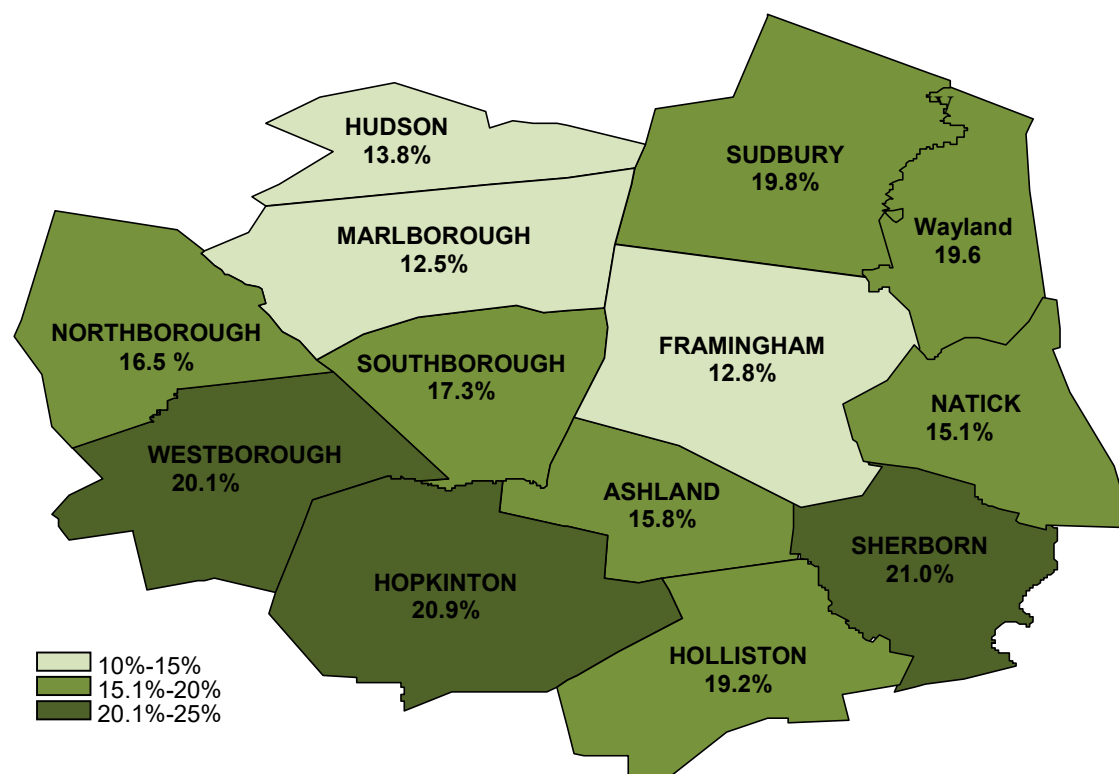 HUDSON
13.8%
SUDBURY
19.8%
MARLBOROUGH
12.5%
Wayland
19.6
NORTHBOROUGH
16.5 %
SOUTHBOROUGH
17.3%
FRAMINGHAM
12.8%
NATICK
15.1%
WESTBOROUGH
20.1%
ASHLAND
15.8%
SHERBORN
21.0%
HOPKINTON
20.9%
HOLLISTON
19.2%
10%-15%
15.1%-20%
20.1%-25%